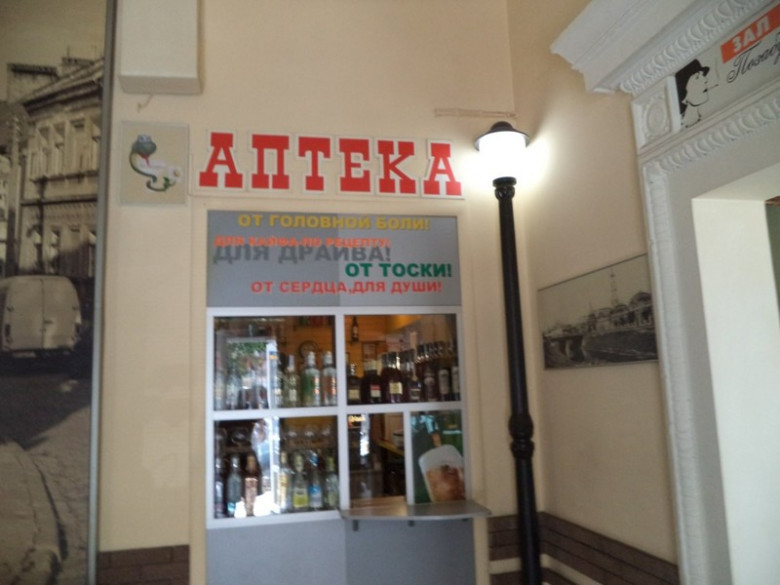 АПТЕКА
ОТ ГОЛОВНОЙ БОЛИ!
ДЛЯ КАЙФА ПО РЕЦЕПТУ!
ДЛЯ ДРАЙВА!
ОТ ТОСКИ!
ОТ СЕРДЦА, ДЛЯ ДУШИ!
ЗАЛ